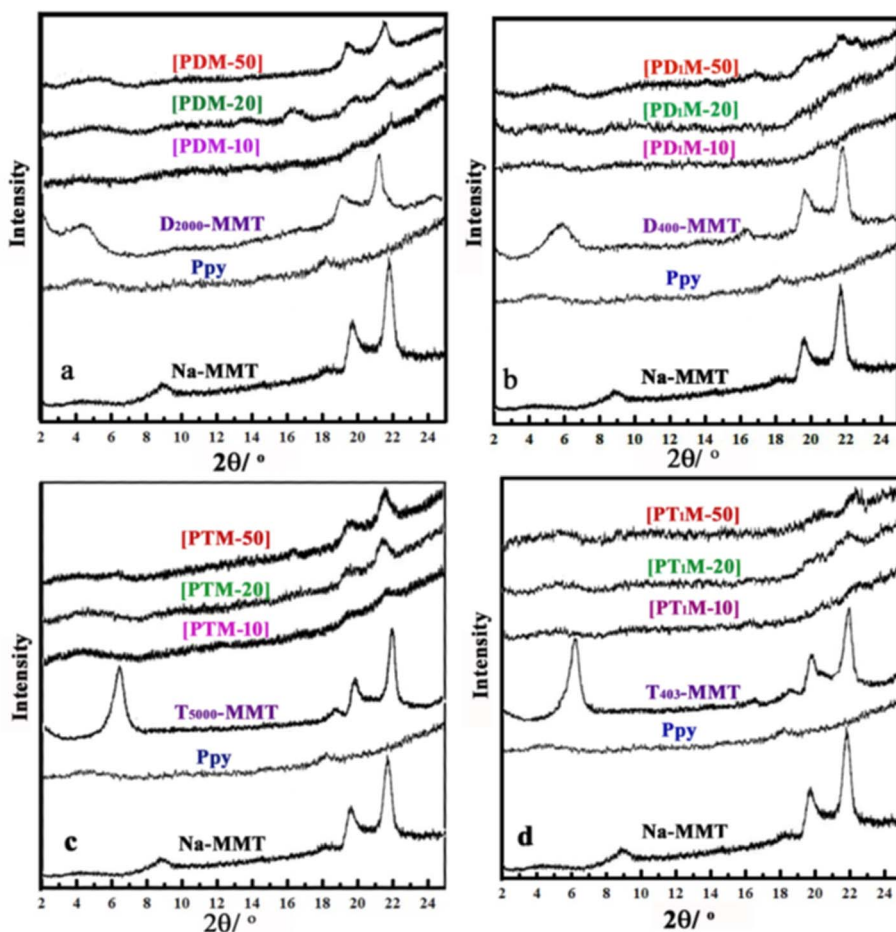 [PDM-50]
[PDM-20]
[PDM-10]
D2000-MMT
Ppy
Na-MMT
a
Intensity
2 4 6 8 10 12 14 16 18 20 22 24
2θ/ °
[PD1M-50]
[PD1M-20]
[PD1M-10]
D400-MMT
Ppy
Na-MMT
b
Intensity
2 4 6 8 10 12 14 16 18 20 22 24
2θ/ °
[PTM-50]
[PTM-20]
[PTM-10]
T5000-MMT
Ppy
Na-MMT
c
Intensity
2 4 6 8 10 12 14 16 18 20 22 24
2θ/ °
[PT1M-50]
[PT1M-20]
[PT1M-10]
T403-MMT
Ppy
Na-MMT
d
Intensity
2 4 6 8 10 12 14 16 18 20 22 24
2θ/ °